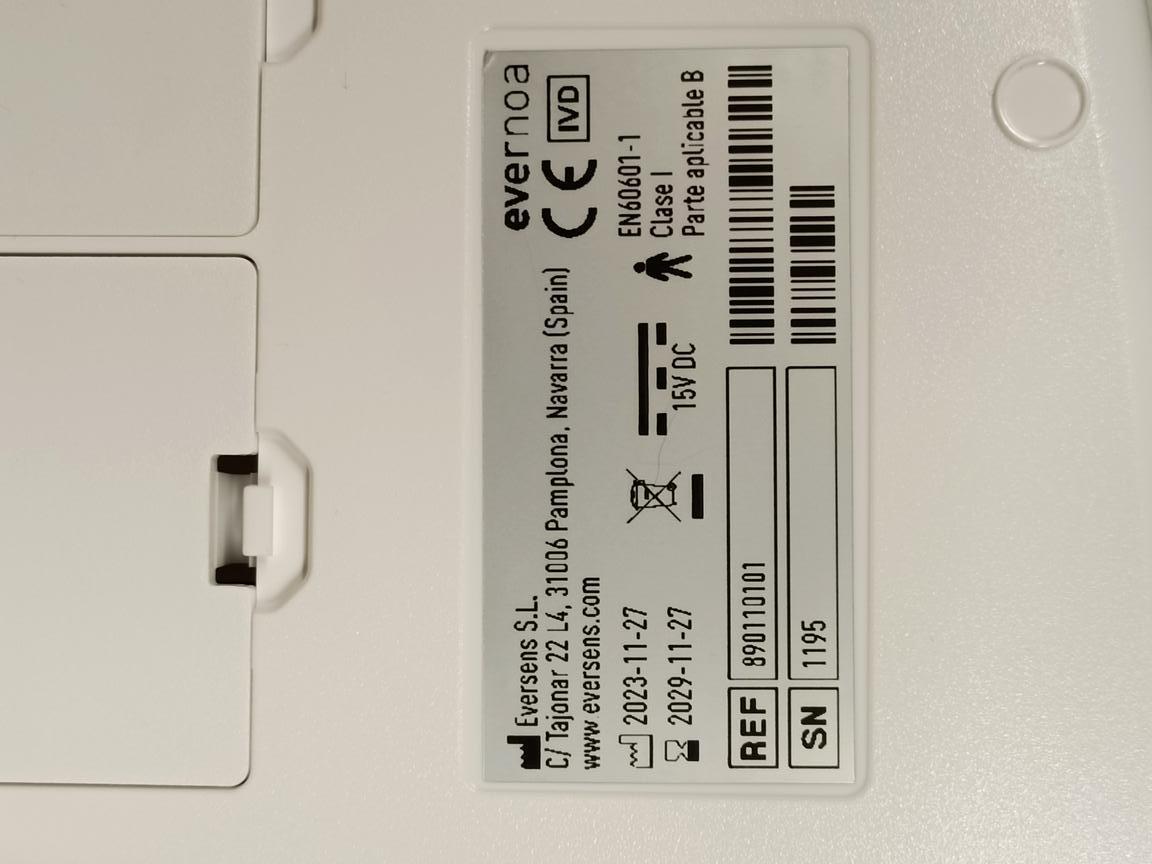 Eversens S.L.
C/ Tajonar 22 L4, 31006 Pamplona, Navarra (Spain)
www.eversens.com
evernoa
CE IVD
2023-11-27
2029-11-27
15V DC
EN60601-1
Clase I
Parte aplicable B
REF 890110101
SN 1195